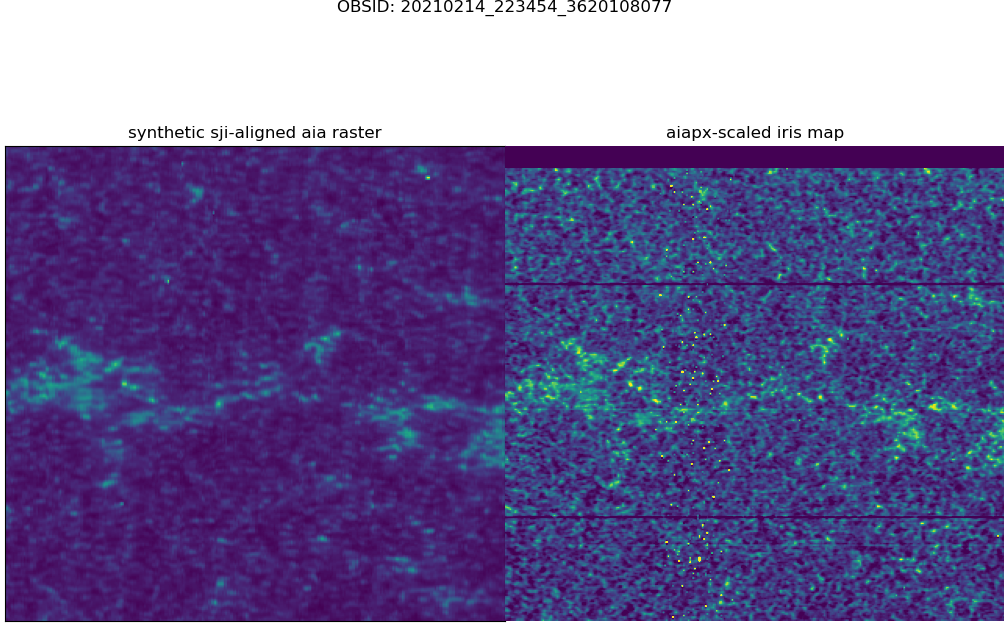 OBSID: 20210214_223454_3620108077
synthetic sji-aligned aia raster
aiapx-scaled iris map